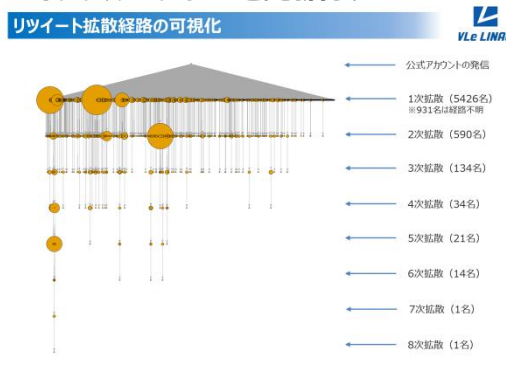 リツイート拡散経路の可視化
VLe LINA
公式アカウントの発信
1次拡散（5426名）
※931名は経路不明
2次拡散（590名）
3次拡散（134名）
4次拡散（34名）
5次拡散（21名）
6次拡散（14名）
7次拡散（1名）
8次拡散（1名）